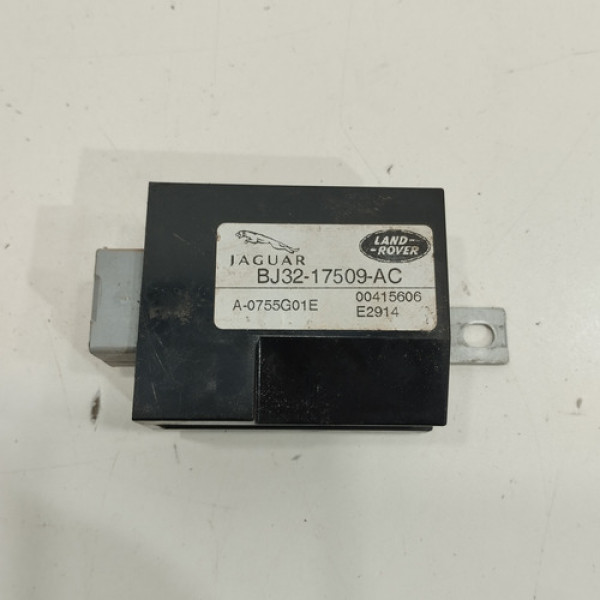 JAGUAR
LAND-
-ROVER
BJ32-17509-AC
A-0755G01E 00415606
E2914